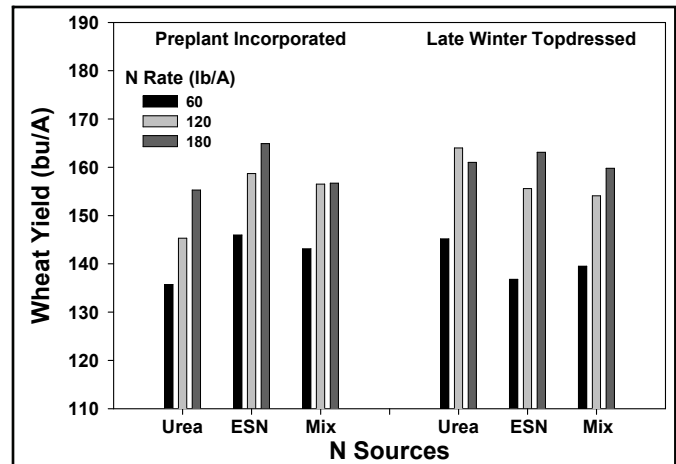 Preplant Incorporated Late Winter Topdressed
N Rate (lb/A)
60
120
180
Wheat Yield (bu/A)
190
180
170
160
150
140
130
120
110
Urea ESN Mix Urea ESN Mix
N Sources